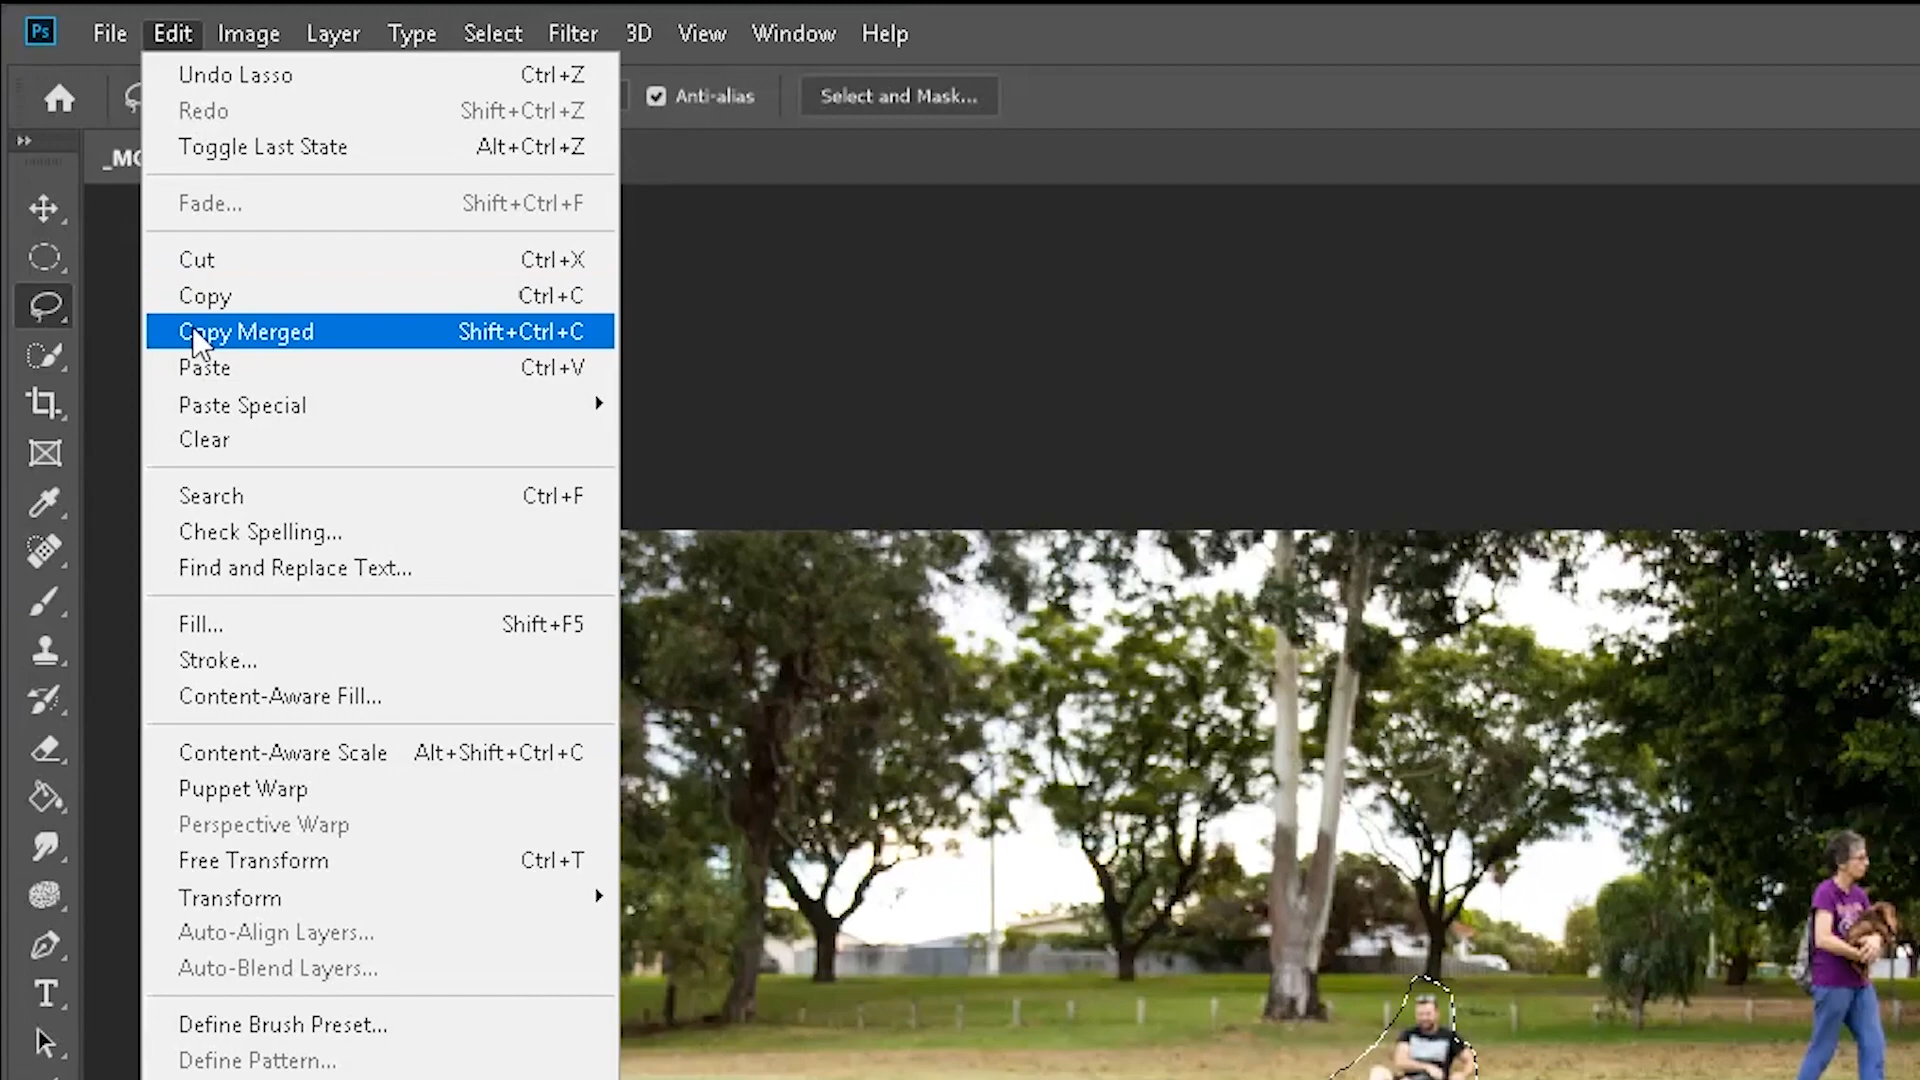 Ps File Edit Image Layer Type Select Filter 3D View Window Help
Anti-alias Select and Mask...
_MG
Undo Lasso Ctrl+Z
Redo Shift+Ctrl+Z
Toggle Last State Alt+Ctrl+Z
Fade... Shift+Ctrl+F
Cut Ctrl+X
Copy Ctrl+C
Copy Merged Shift+Ctrl+C
Paste Ctrl+V
Paste Special
Clear
Search Ctrl+F
Check Spelling...
Find and Replace Text...
Fill... Shift+F5
Stroke...
Content-Aware Fill...
Content-Aware Scale Alt+Shift+Ctrl+C
Puppet Warp
Perspective Warp
Free Transform Ctrl+T
Transform
Auto-Align Layers...
Auto-Blend Layers...
Define Brush Preset...
Define Pattern...